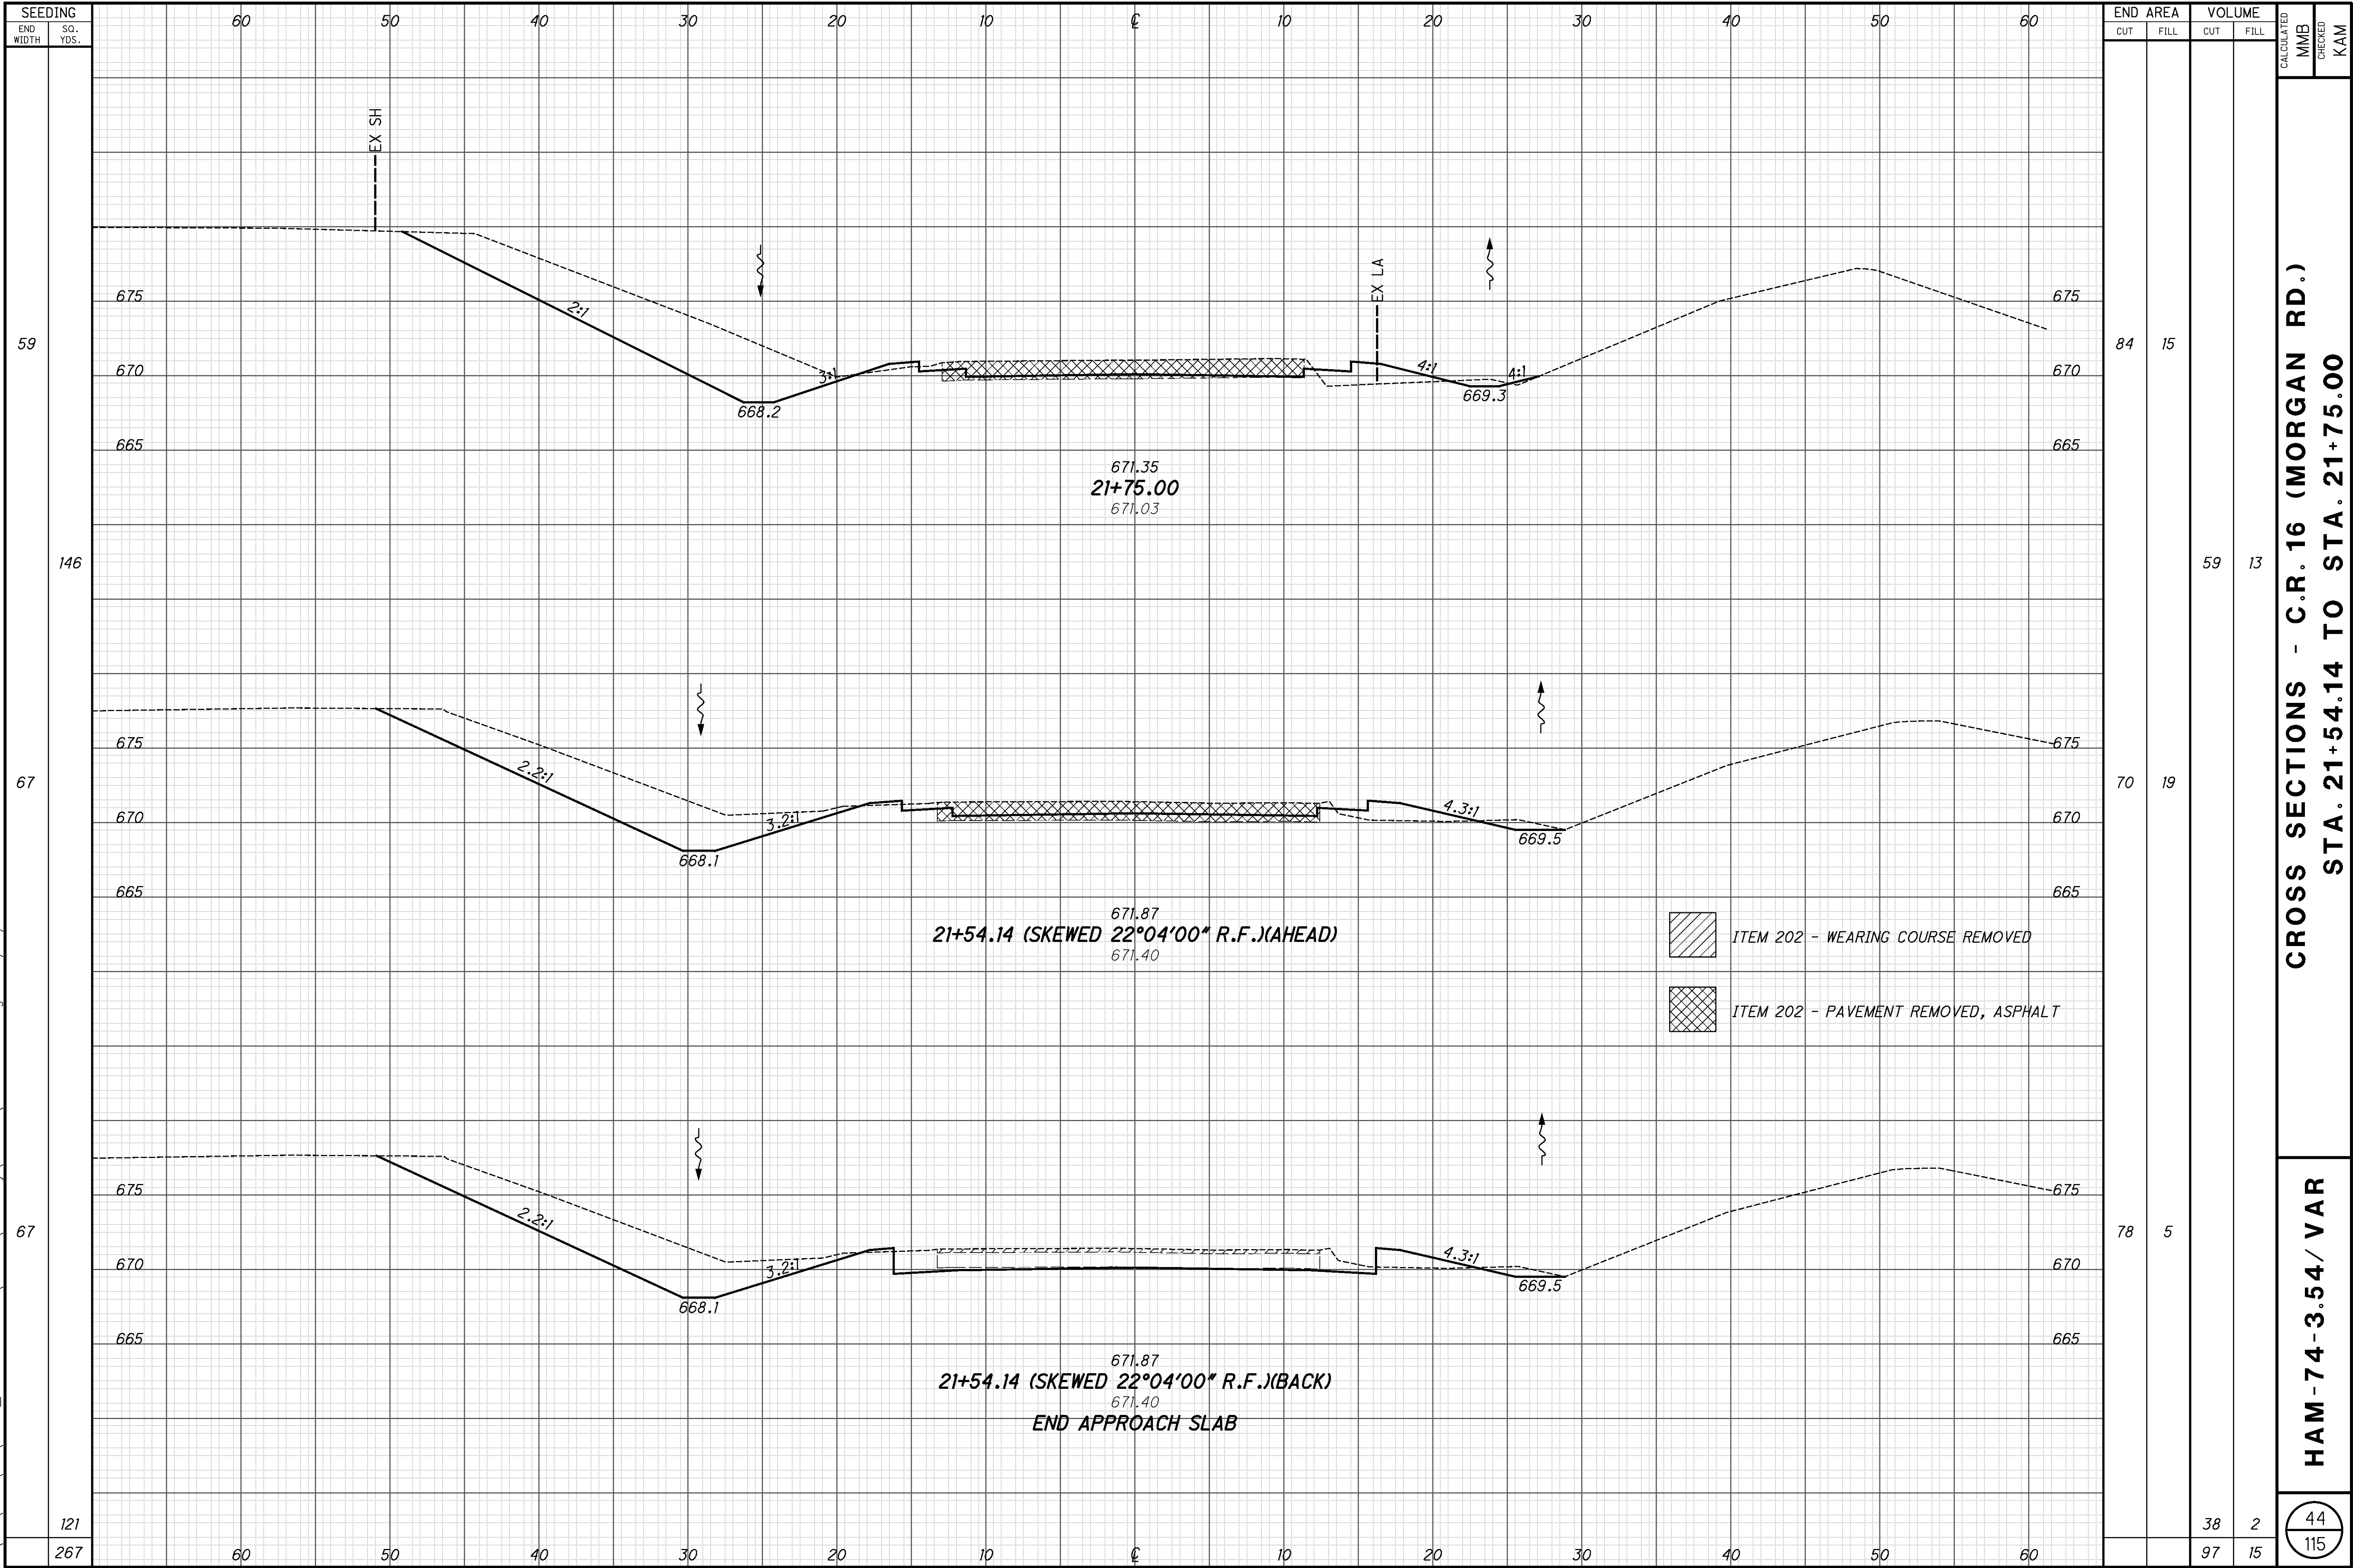 SEEDING
END WIDTH
SQ. YDS.
60 50 40 30 20 10 ℄ 10 20 30 40 50 60
END AREA
VOLUME
CUT FILL CUT FILL
CALCULATED
MMB
CHECKED
KAM
EX SH
EX LA
675
2:1
675
59
84 15
670
3:1
4:1
4:1
670
668.2
669.3
665
665
671.35
21+75.00
671.03
146
59 13
675
675
2.2:1
67
70 19
670
3.2:1
4.3:1
670
668.1
669.5
665
665
671.87
21+54.14 (SKEWED 22°04'00" R.F.)(AHEAD)
671.40
ITEM 202 - WEARING COURSE REMOVED
ITEM 202 - PAVEMENT REMOVED, ASPHALT
675
675
2.2:1
67
78 5
670
3.2:1
4.3:1
670
668.1
669.5
665
665
671.87
21+54.14 (SKEWED 22°04'00" R.F.)(BACK)
671.40
END APPROACH SLAB
121
38 2
267
97 15
60 50 40 30 20 10 ℄ 10 20 30 40 50 60
CROSS SECTIONS - C.R. 16 (MORGAN RD.)
STA. 21+54.14 TO STA. 21+75.00
HAM-74-3.54/VAR
44
115